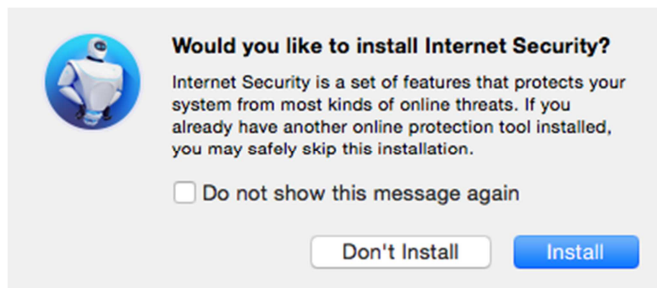 Would you like to install Internet Security?
Internet Security is a set of features that protects your
system from most kinds of online threats. If you
already have another online protection tool installed,
you may safely skip this installation.
Do not show this message again
Don't Install
Install